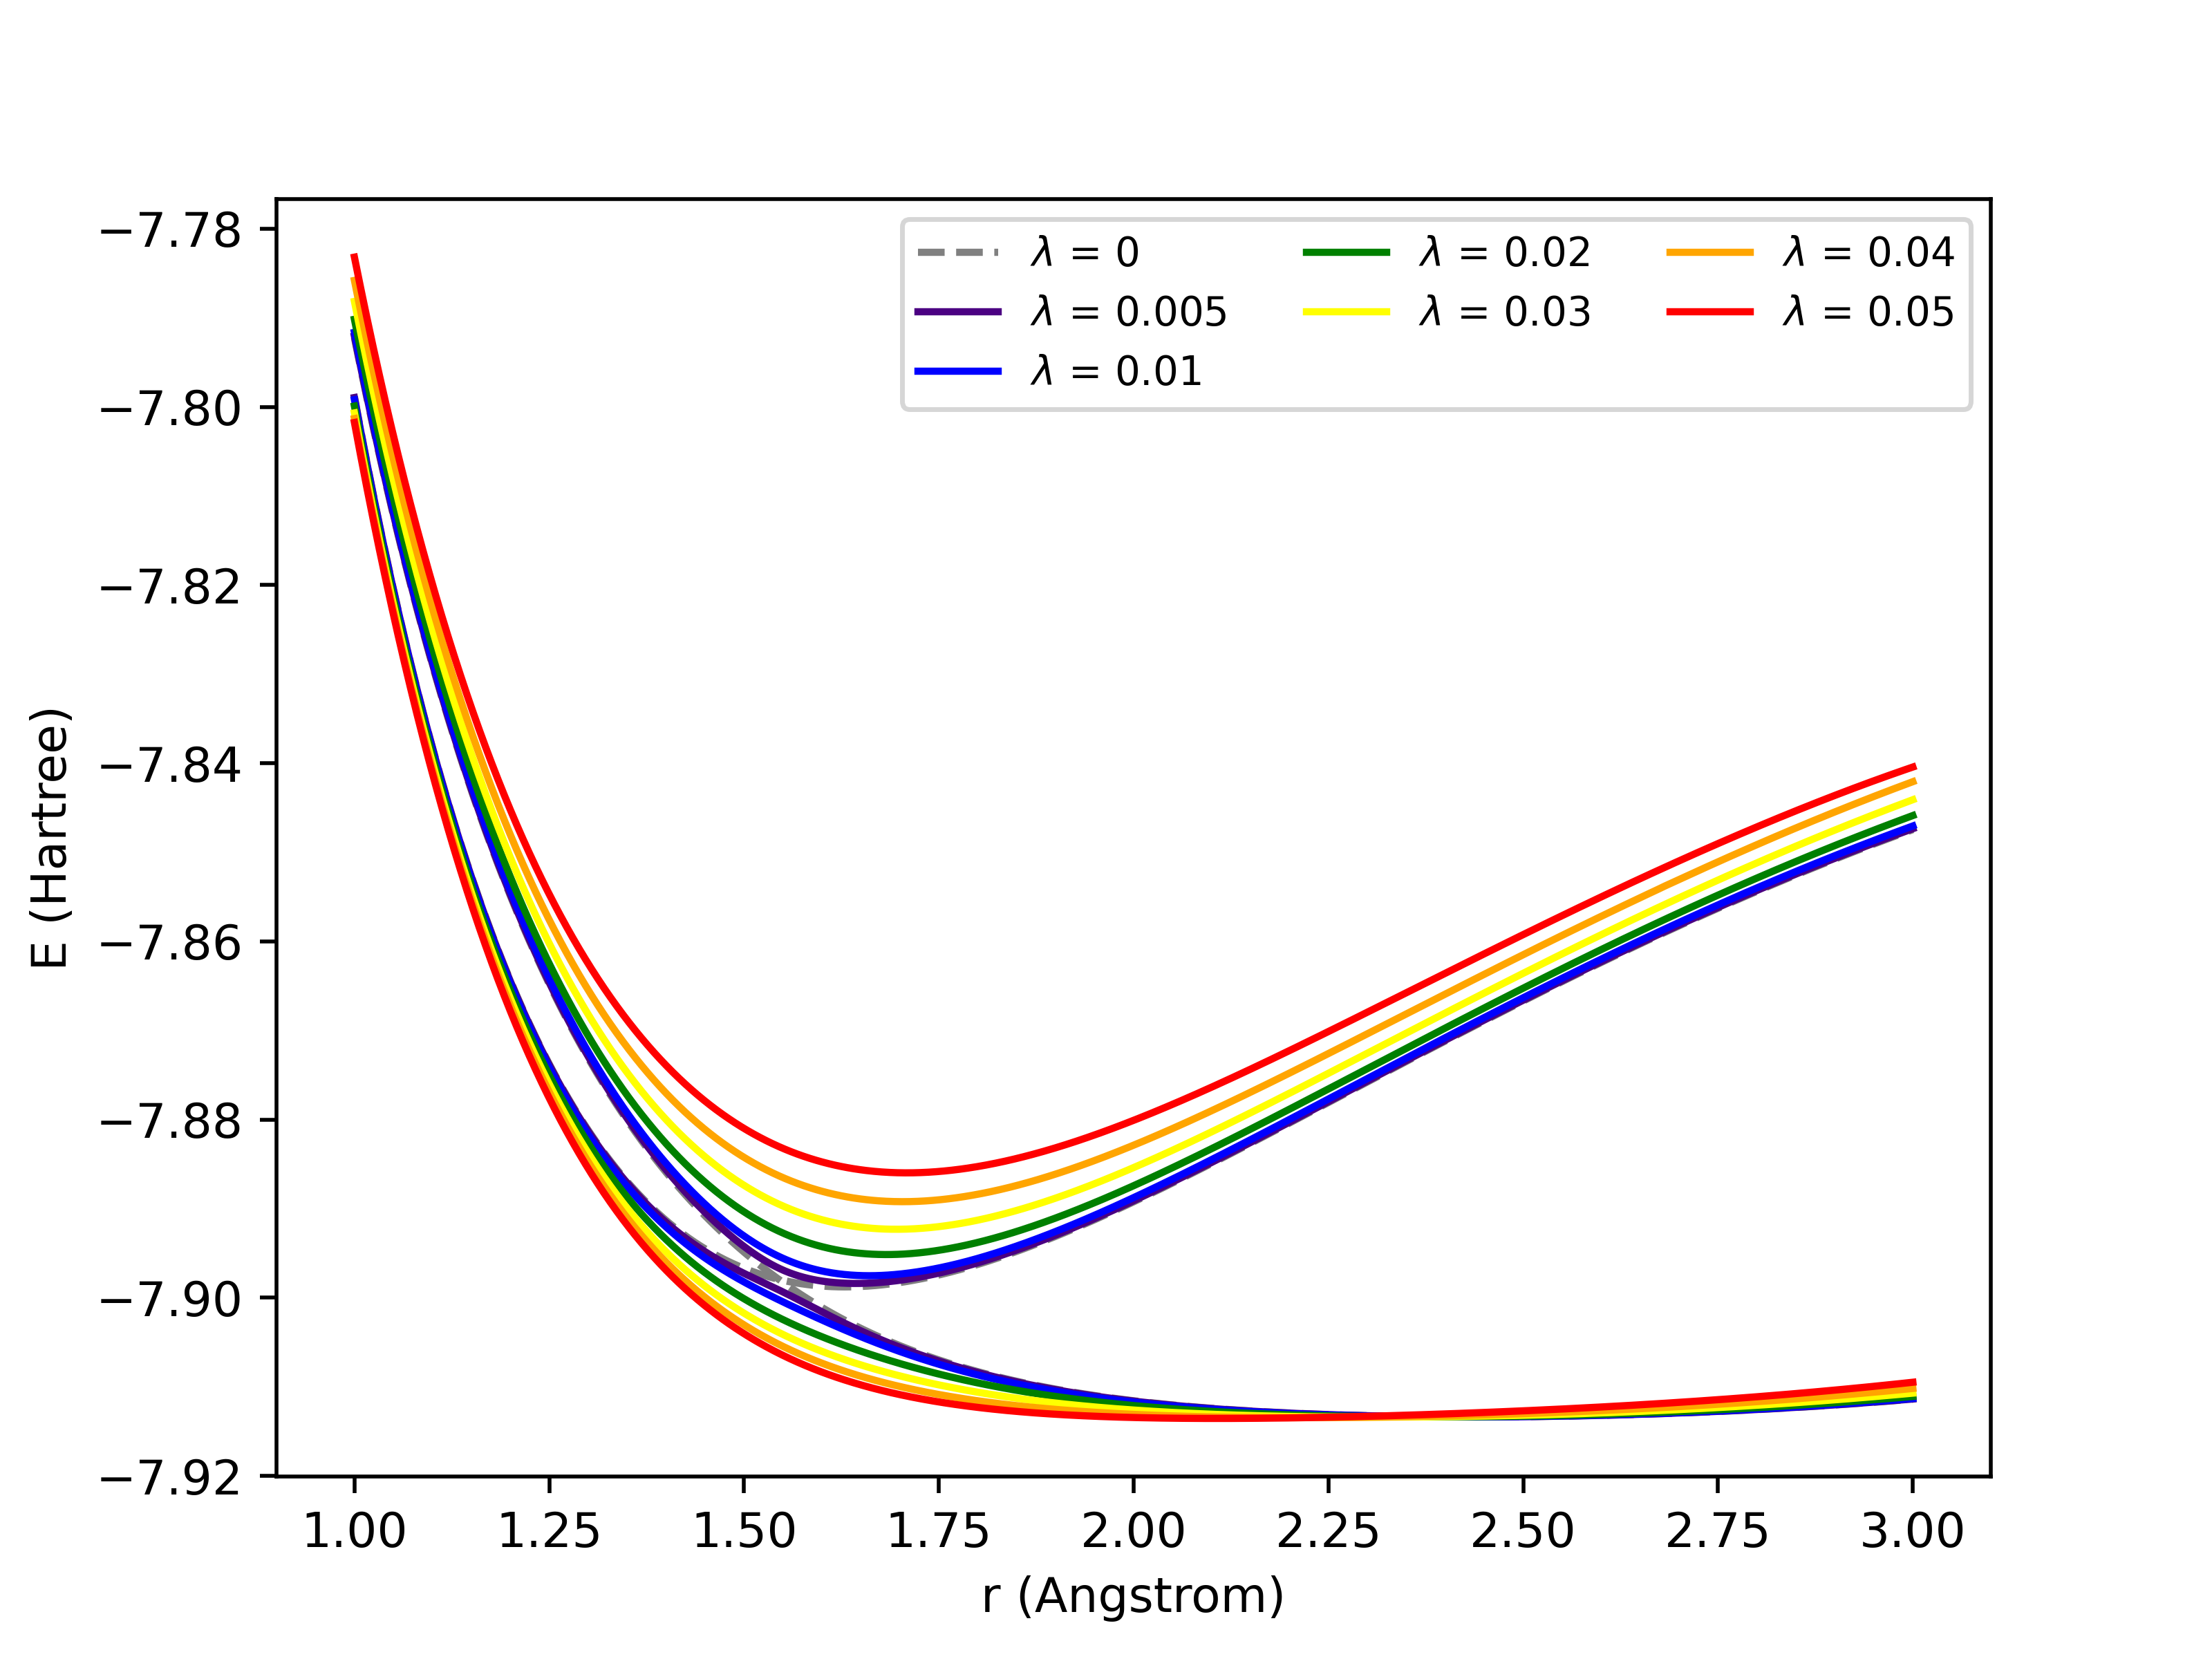 −7.78
−7.80
−7.82
−7.84
−7.86
−7.88
−7.90
−7.92
E (Hartree)
λ = 0
λ = 0.005
λ = 0.01
λ = 0.02
λ = 0.03
λ = 0.04
λ = 0.05
1.00 1.25 1.50 1.75 2.00 2.25 2.50 2.75 3.00
r (Angstrom)